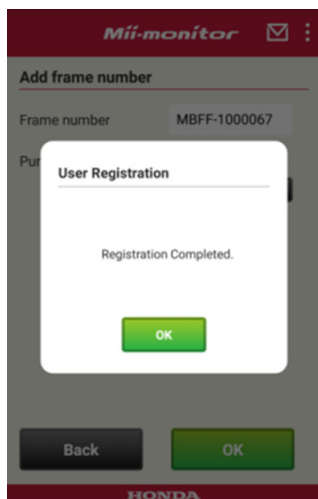 Mii-monitor
Add frame number
Frame number MBFF-1000067
Pur
User Registration
Registration Completed.
OK
Back OK
HONDA